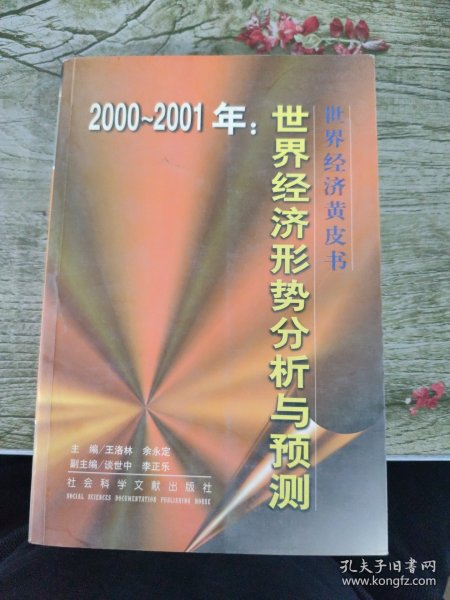 2000~2001年：
世界经济形势分析与预测
世界经济黄皮书
主　编/王洛林　余永定
副主编/谈世中　李正乐
社会科学文献出版社
SOCIAL SCIENCES DOCUMENTATION PUBLISHING HOUSE
孔夫子旧书网
www.kongfz.com